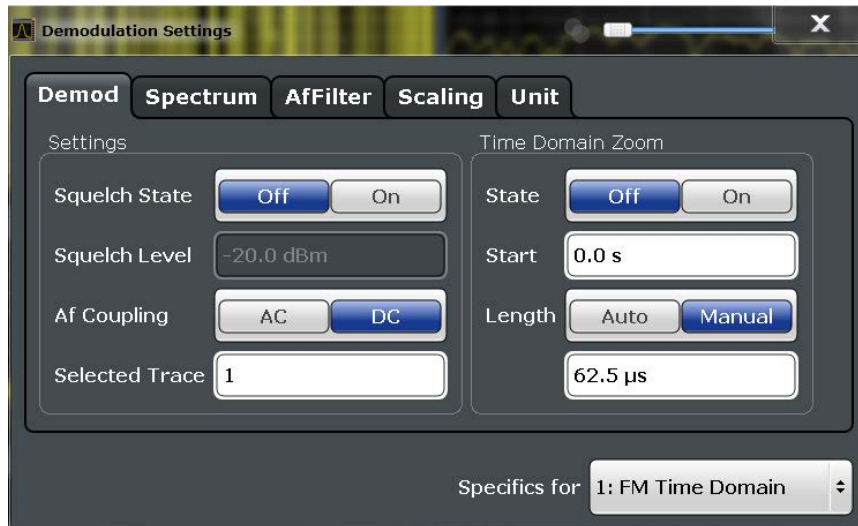 Demodulation Settings
X
Demod Spectrum AfFilter Scaling Unit
Settings
Squelch State Off On
Squelch Level -20.0 dBm
Af Coupling AC DC
Selected Trace 1
Time Domain Zoom
State Off On
Start 0.0 s
Length Auto Manual
62.5 µs
Specifics for 1: FM Time Domain